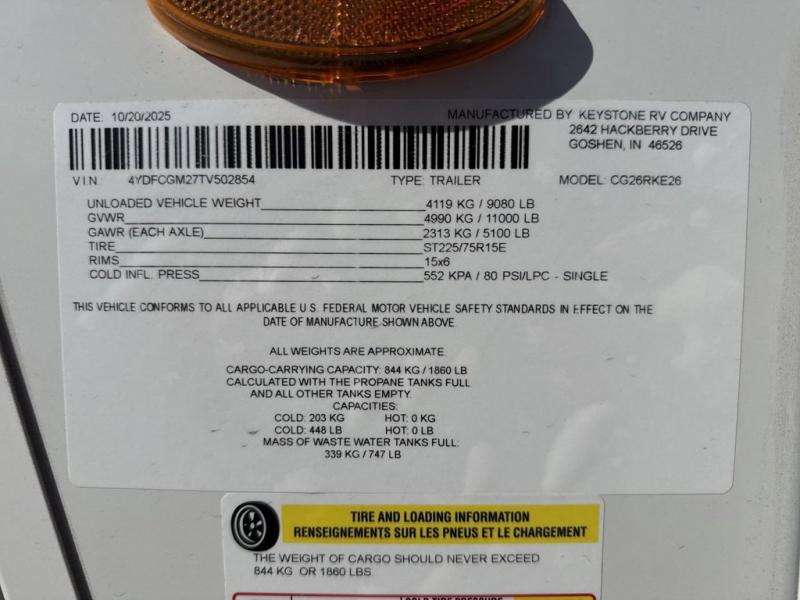 DATE: 10/20/2025 MANUFACTURED BY KEYSTONE RV COMPANY
2642 HACKBERRY DRIVE
GOSHEN, IN 46526
V I N : 4YDFCGM27TV502854 TYPE: TRAILER MODEL: CG26RKE26
UNLOADED VEHICLE WEIGHT 4119 KG / 9080 LB
GVWR 4990 KG / 11000 LB
GAWR (EACH AXLE) 2313 KG / 5100 LB
TIRE ST225/75R15E
RIMS 15x6
COLD INFL. PRESS 552 KPA / 80 PSI/LPC - SINGLE
THIS VEHICLE CONFORMS TO ALL APPLICABLE U.S. FEDERAL MOTOR VEHICLE SAFETY STANDARDS IN EFFECT ON THE
DATE OF MANUFACTURE SHOWN ABOVE
ALL WEIGHTS ARE APPROXIMATE
CARGO-CARRYING CAPACITY: 844 KG / 1860 LB
CALCULATED WITH THE PROPANE TANKS FULL
AND ALL OTHER TANKS EMPTY.
CAPACITIES:
COLD: 203 KG HOT: 0 KG
COLD: 448 LB HOT: 0 LB
MASS OF WASTE WATER TANKS FULL:
339 KG / 747 LB
TIRE AND LOADING INFORMATION
RENSEIGNEMENTS SUR LES PNEUS ET LE CHARGEMENT
THE WEIGHT OF CARGO SHOULD NEVER EXCEED
844 KG OR 1860 LBS